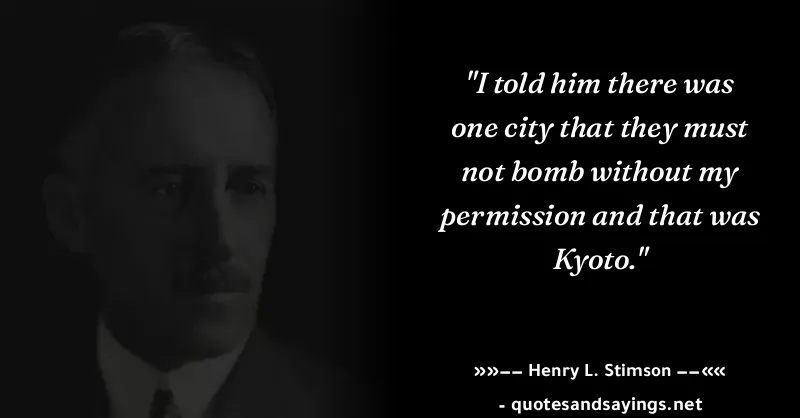 "I told him there was
one city that they must
not bomb without my
permission and that was
Kyoto."
»»–– Henry L. Stimson ––««
- quotesandsayings.net